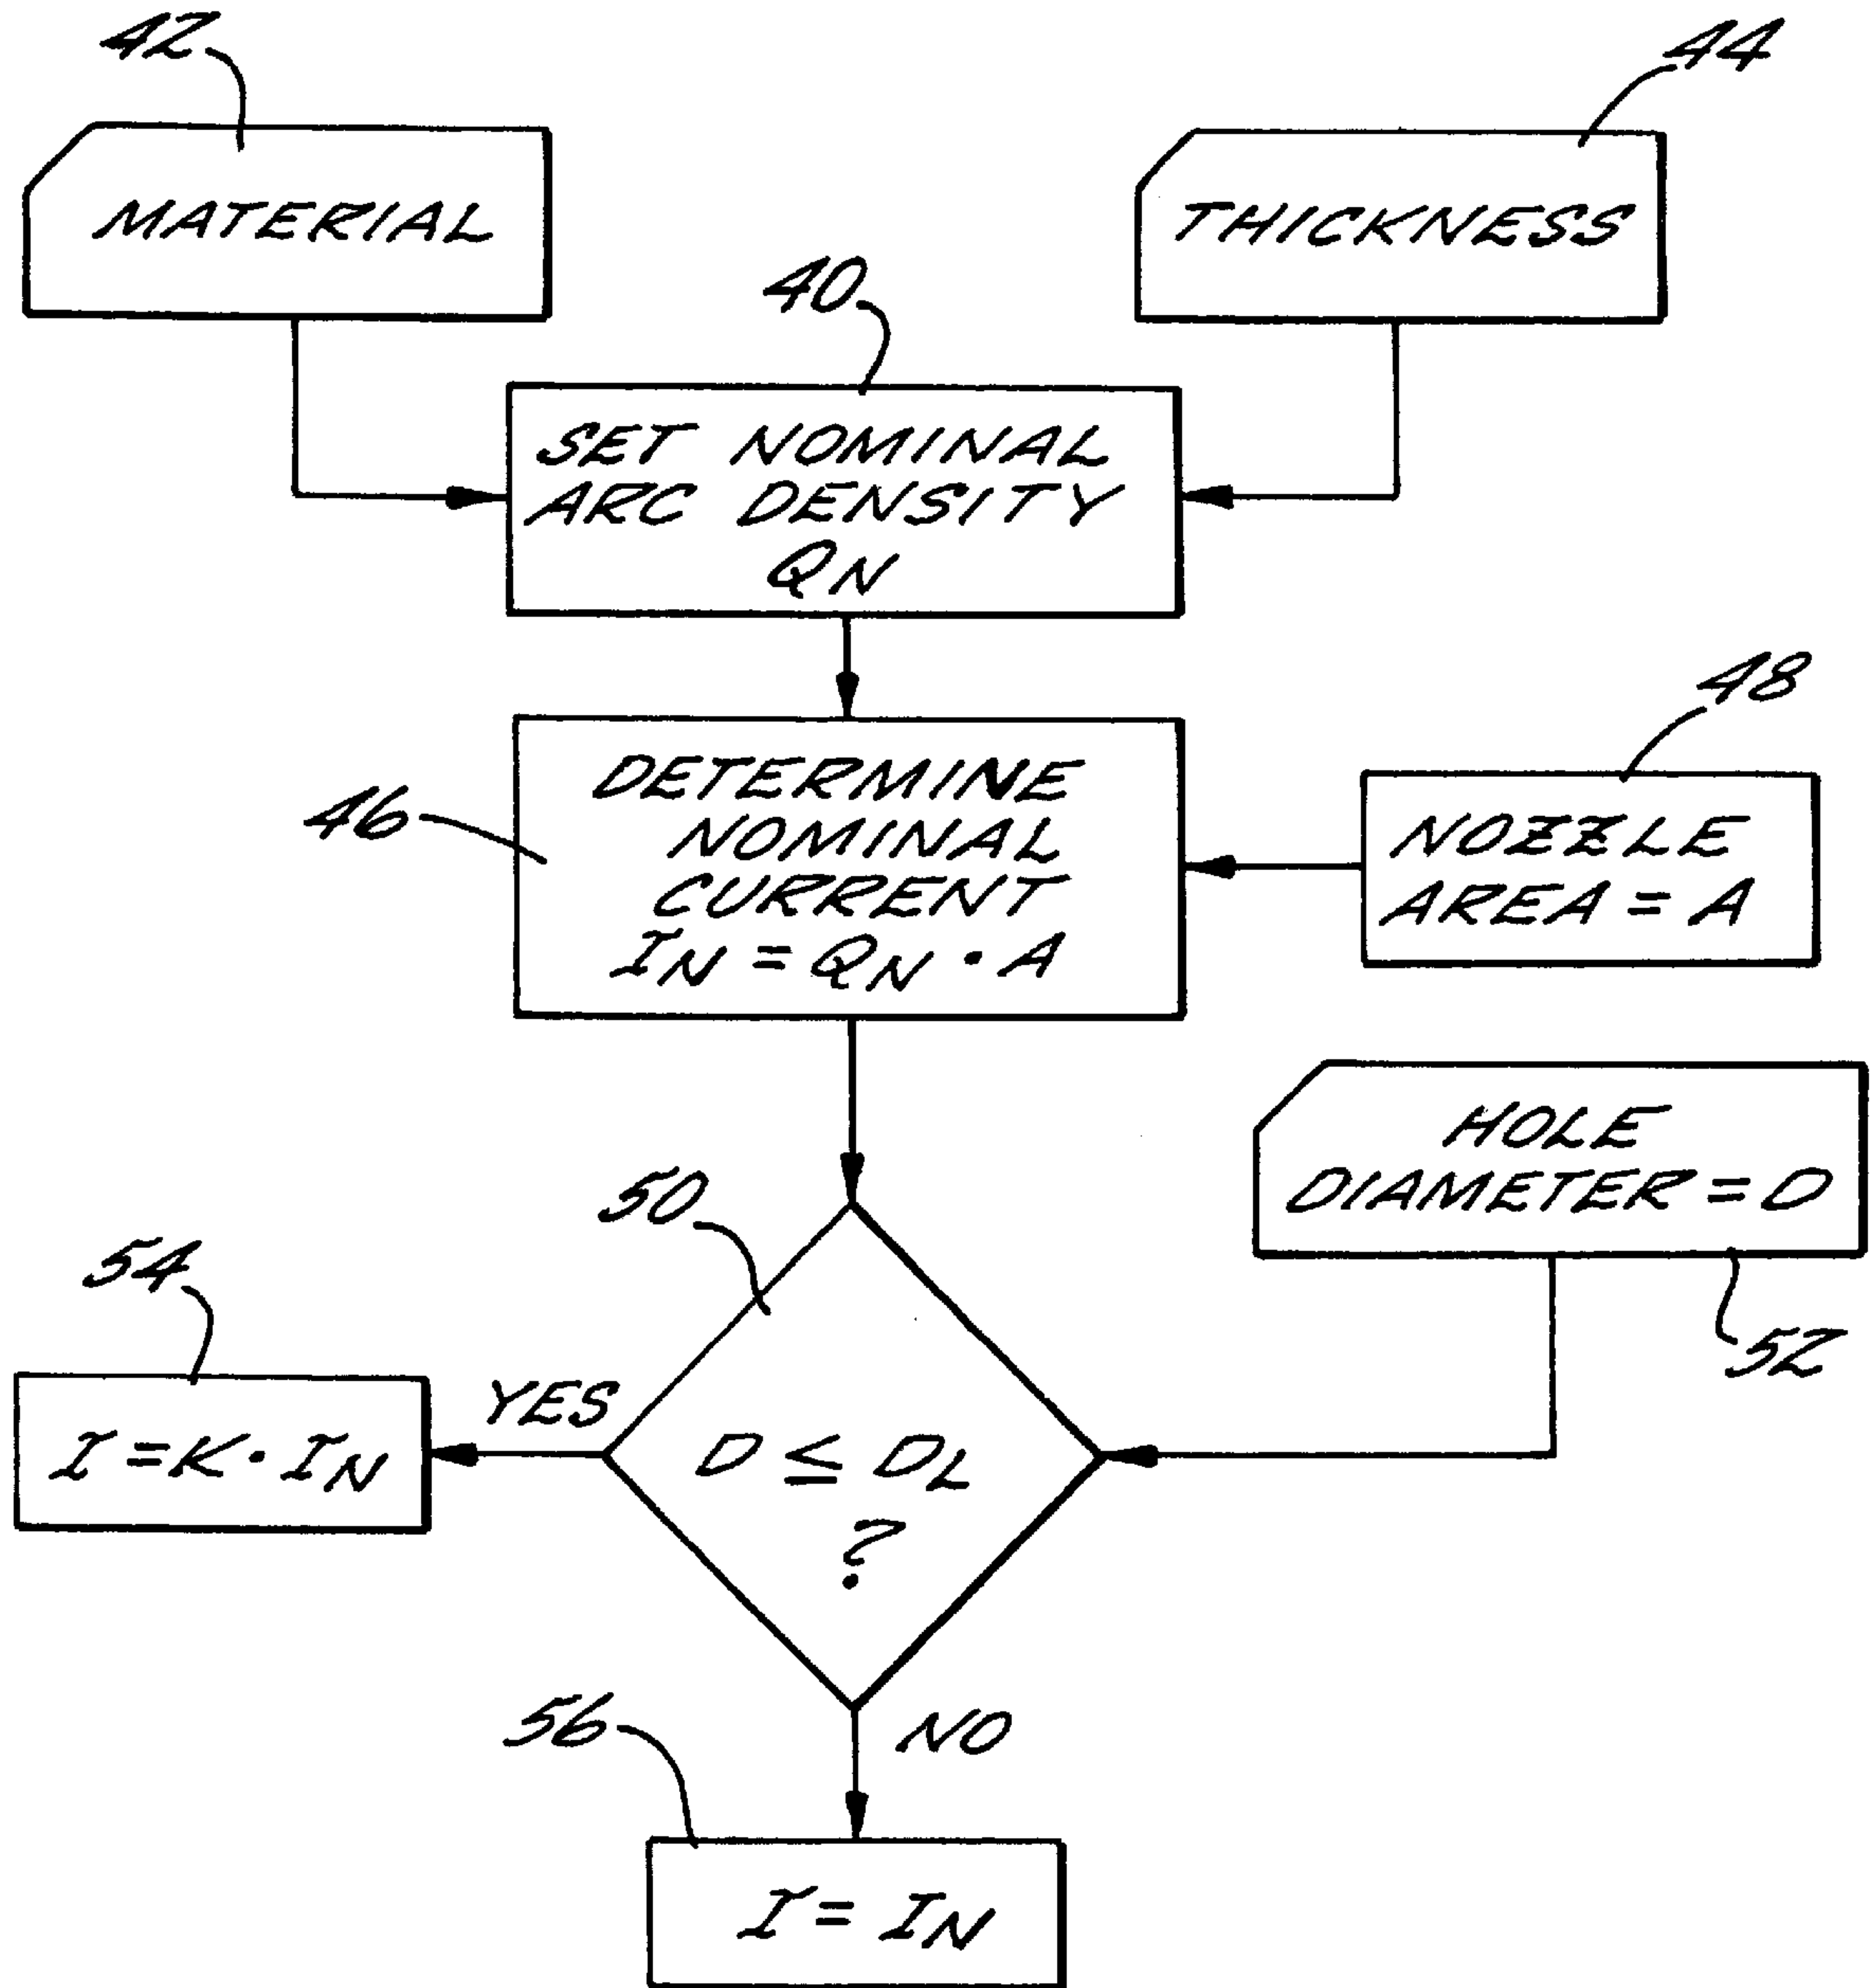 42
44
MATERIAL
THICKNESS
40
SET NOMINAL
ARC DENSITY
QN
48
46
DETERMINE
NOMINAL
CURRENT
IN = QN · A
NOZZLE
AREA = A
HOLE
DIAMETER = D
52
50
54
YES
I = K · IN
D ≤ DL
?
56
NO
I = IN